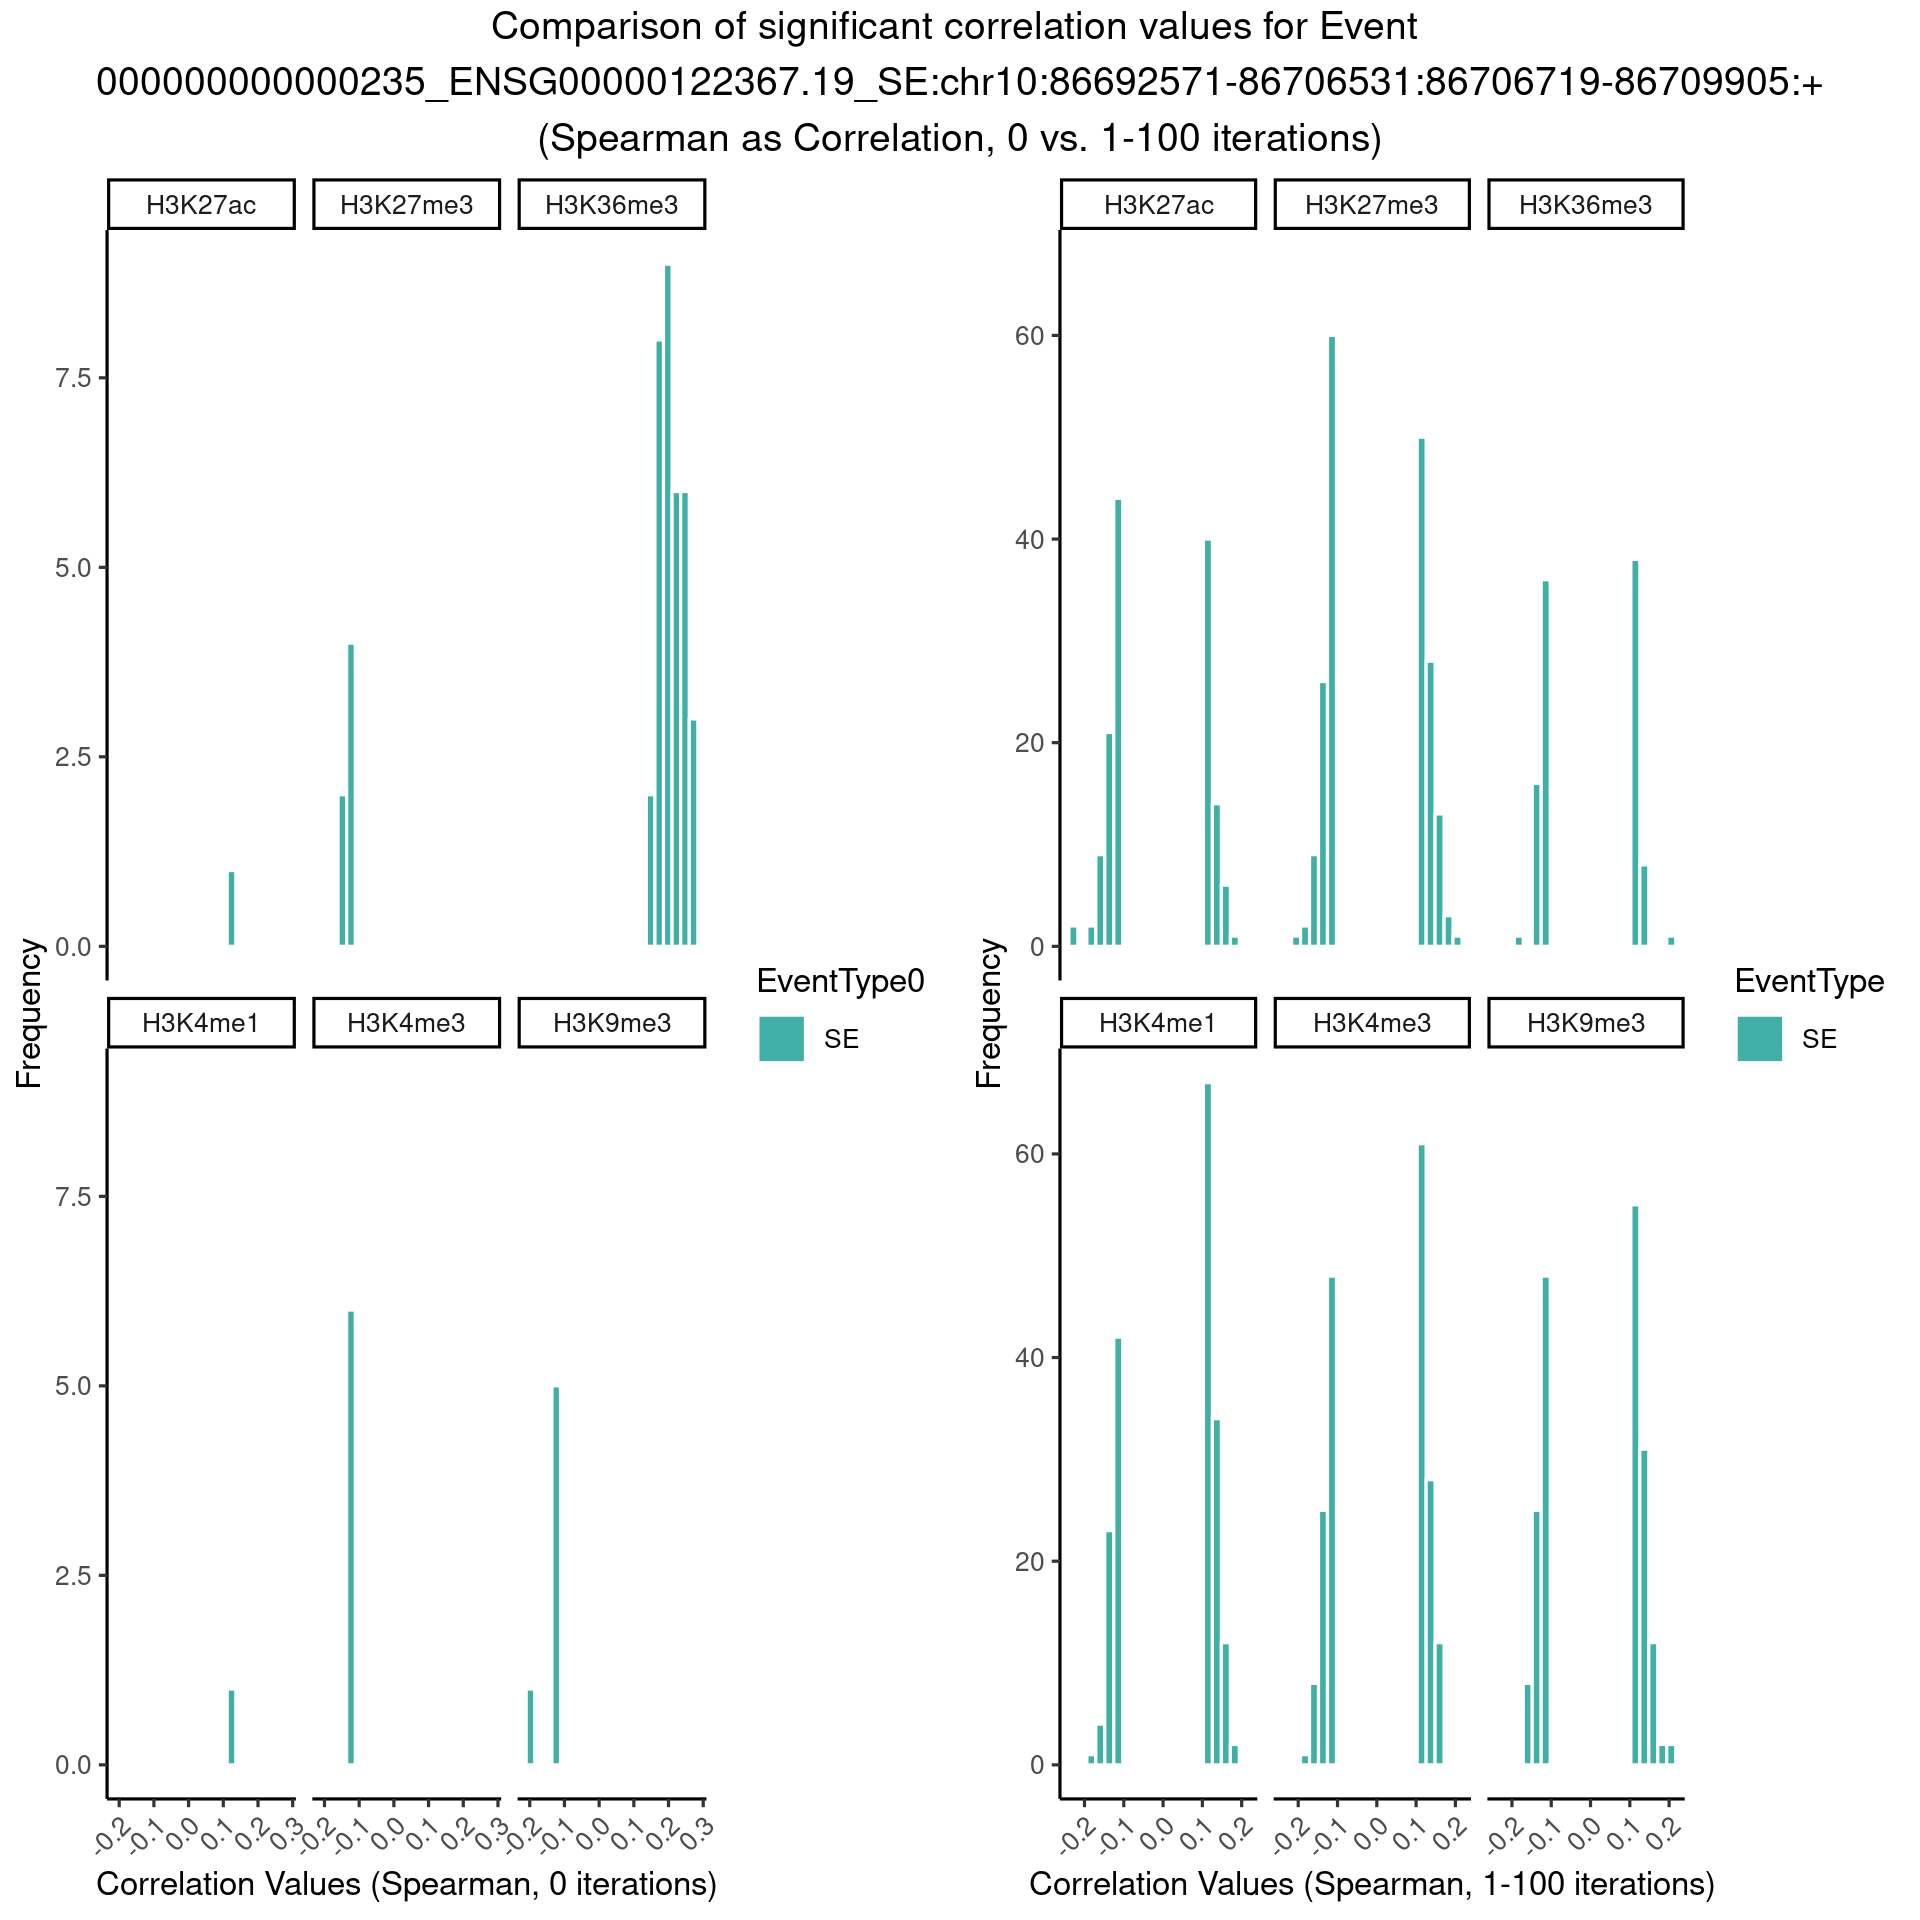 Comparison of significant correlation values for Event
000000000000235_ENSG00000122367.19_SE:chr10:86692571-86706531:86706719-86709905:+
(Spearman as Correlation, 0 vs. 1-100 iterations)
H3K27ac H3K27me3 H3K36me3
7.5
5.0
2.5
0.0
H3K4me1 H3K4me3 H3K9me3
7.5
5.0
2.5
0.0
-0.2 -0.1 0.0 0.1 0.2 0.3 -0.2 -0.1 0.0 0.1 0.2 0.3 -0.2 -0.1 0.0 0.1 0.2 0.3
Frequency
Correlation Values (Spearman, 0 iterations)
EventType0
SE
H3K27ac H3K27me3 H3K36me3
60
40
20
0
H3K4me1 H3K4me3 H3K9me3
60
40
20
0
-0.2 -0.1 0.0 0.1 0.2 -0.2 -0.1 0.0 0.1 0.2 -0.2 -0.1 0.0 0.1 0.2
Frequency
Correlation Values (Spearman, 1-100 iterations)
EventType
SE